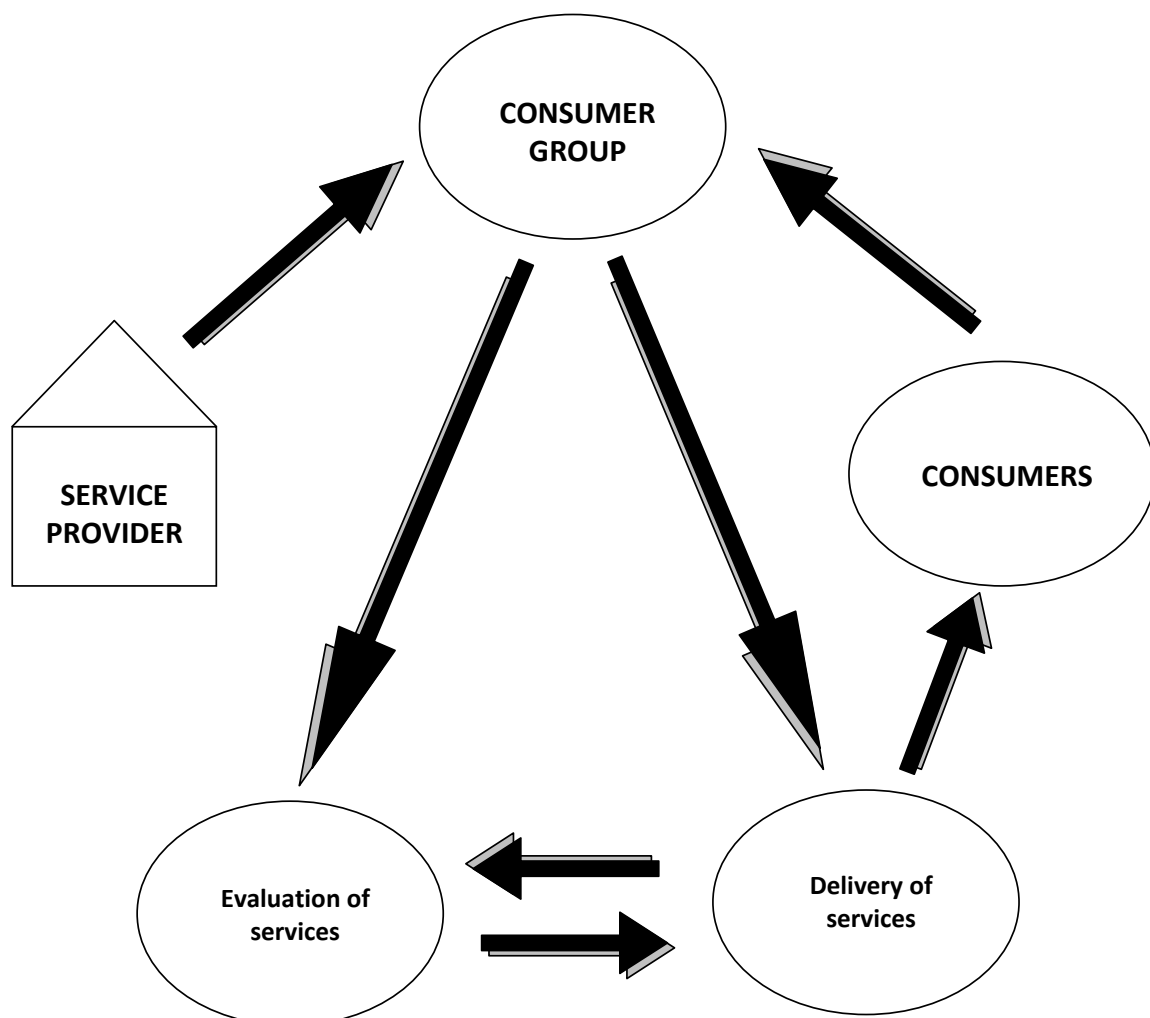 CONSUMER
GROUP
SERVICE
PROVIDER
CONSUMERS
Evaluation of
services
Delivery of
services